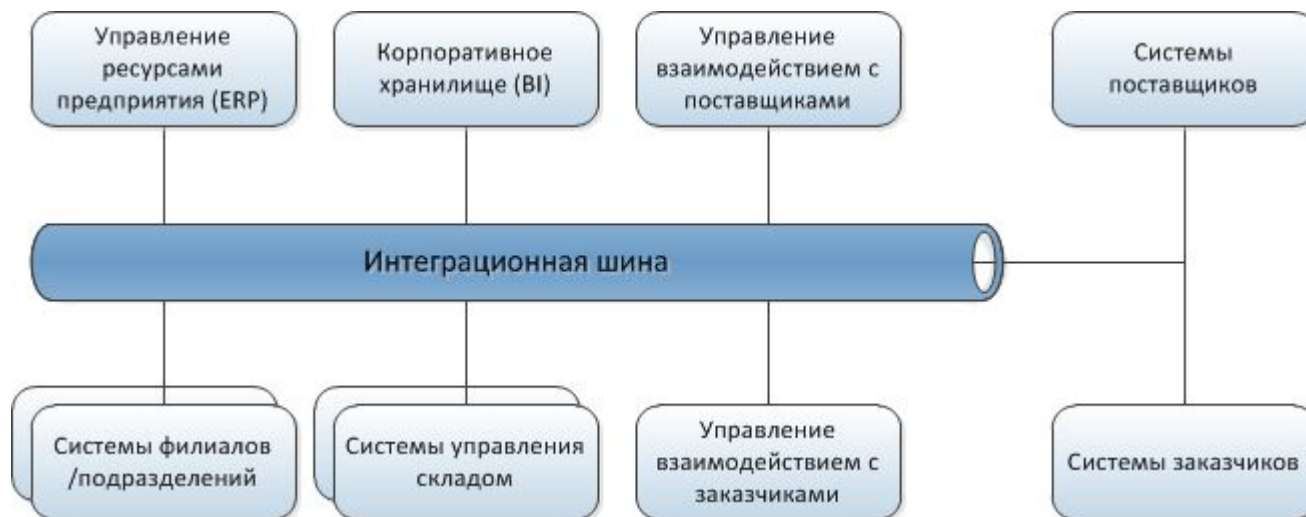 Управление
ресурсами
предприятия (ERP)
Корпоративное
хранилище (BI)
Управление
взаимодействием с
поставщиками
Системы
поставщиков
Интеграционная шина
Системы филиалов
/подразделений
Системы управления
складом
Управление
взаимодействием с
заказчиками
Системы заказчиков